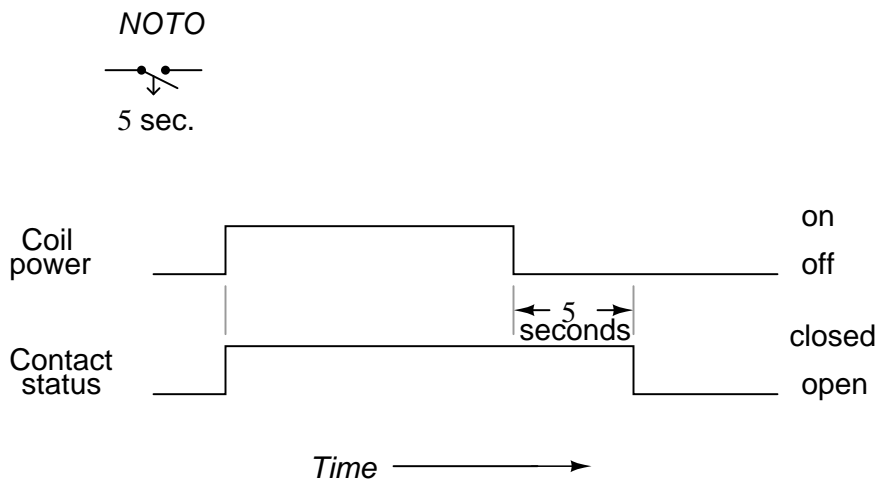 NOTO
5 sec.
Coil
power
on
off
5
seconds
Contact
status
closed
open
Time